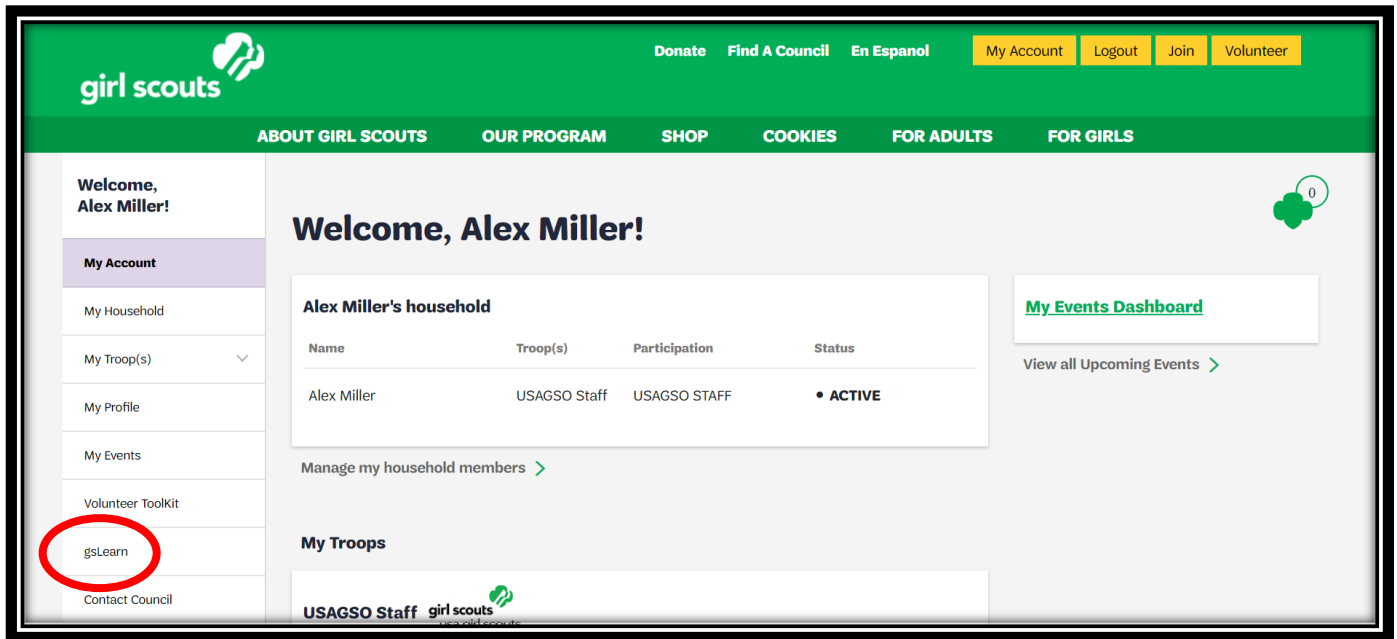 girl scouts
Donate Find A Council En Espanol My Account Logout Join Volunteer
ABOUT GIRL SCOUTS OUR PROGRAM SHOP COOKIES FOR ADULTS FOR GIRLS
Welcome,
Alex Miller!
My Account
My Household
My Troop(s)
My Profile
My Events
Volunteer ToolKit
gsLearn
Contact Council
0
Welcome, Alex Miller!
Alex Miller's household
Name Troop(s) Participation Status
Alex Miller USAGSO Staff USAGSO STAFF • ACTIVE
Manage my household members
My Events Dashboard
View all Upcoming Events
My Troops
USAGSO Staff girl scouts
usa girl scouts